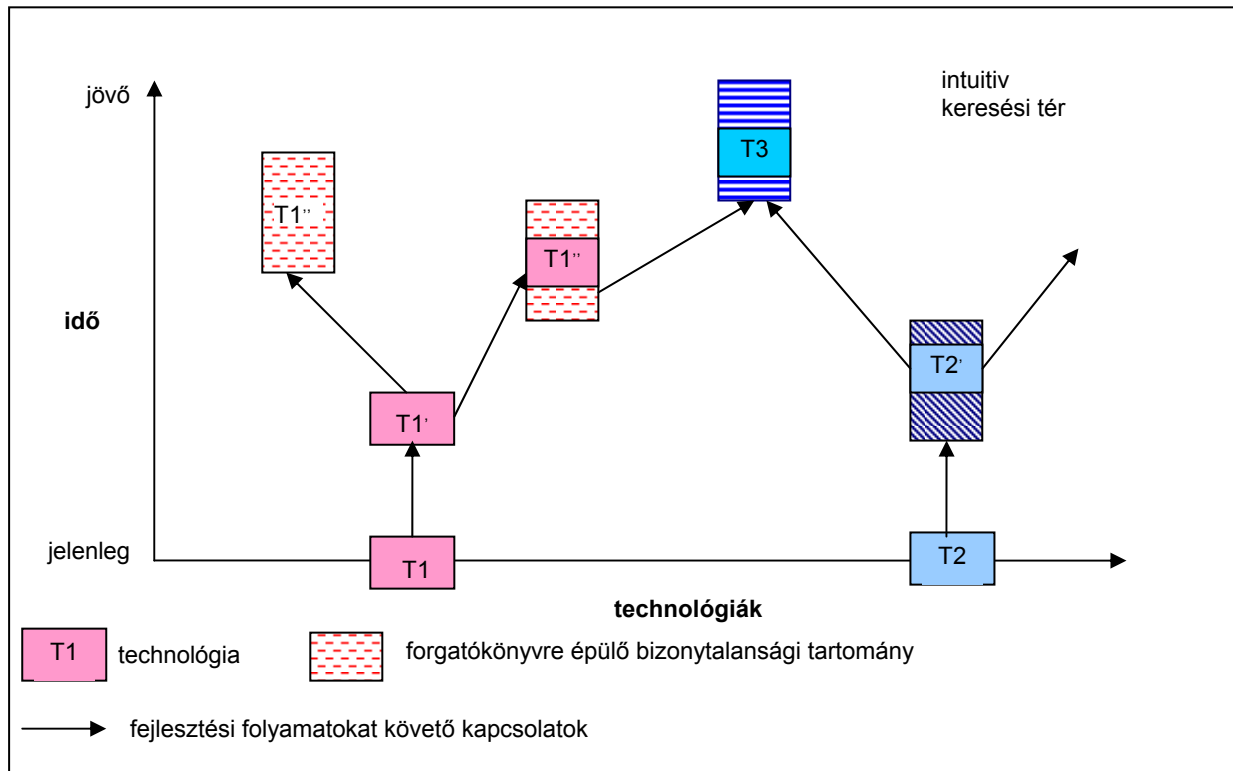 jövő
intuitiv
keresési tér
T3
T1''
T1''
idő
T2'
T1'
jelenleg
T1
T2
technológiák
T1
technológia
forgatókönyvre épülő bizonytalansági tartomány
fejlesztési folyamatokat követő kapcsolatok